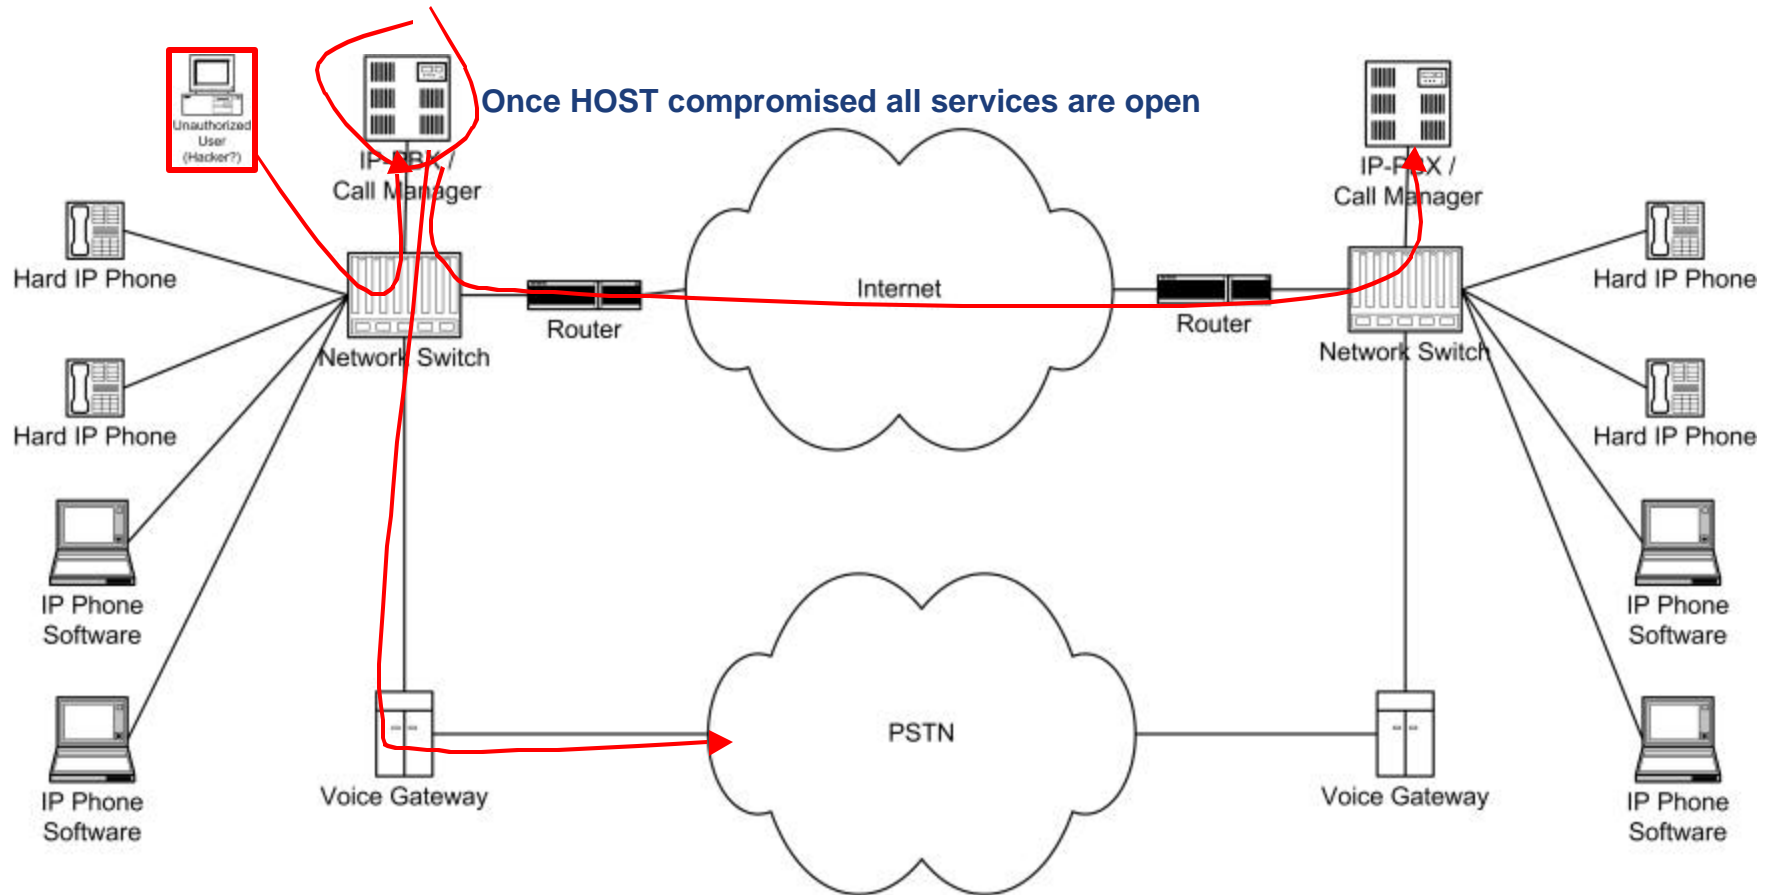 Once HOST compromised all services are open
Unauthorized
User
(Hacker?)
IP-PBX /
Call Manager
IP-PBX /
Call Manager
Hard IP Phone
Hard IP Phone
Internet
Router
Router
Network Switch
Network Switch
Hard IP Phone
Hard IP Phone
IP Phone
Software
IP Phone
Software
PSTN
Voice Gateway
Voice Gateway
IP Phone
Software
IP Phone
Software